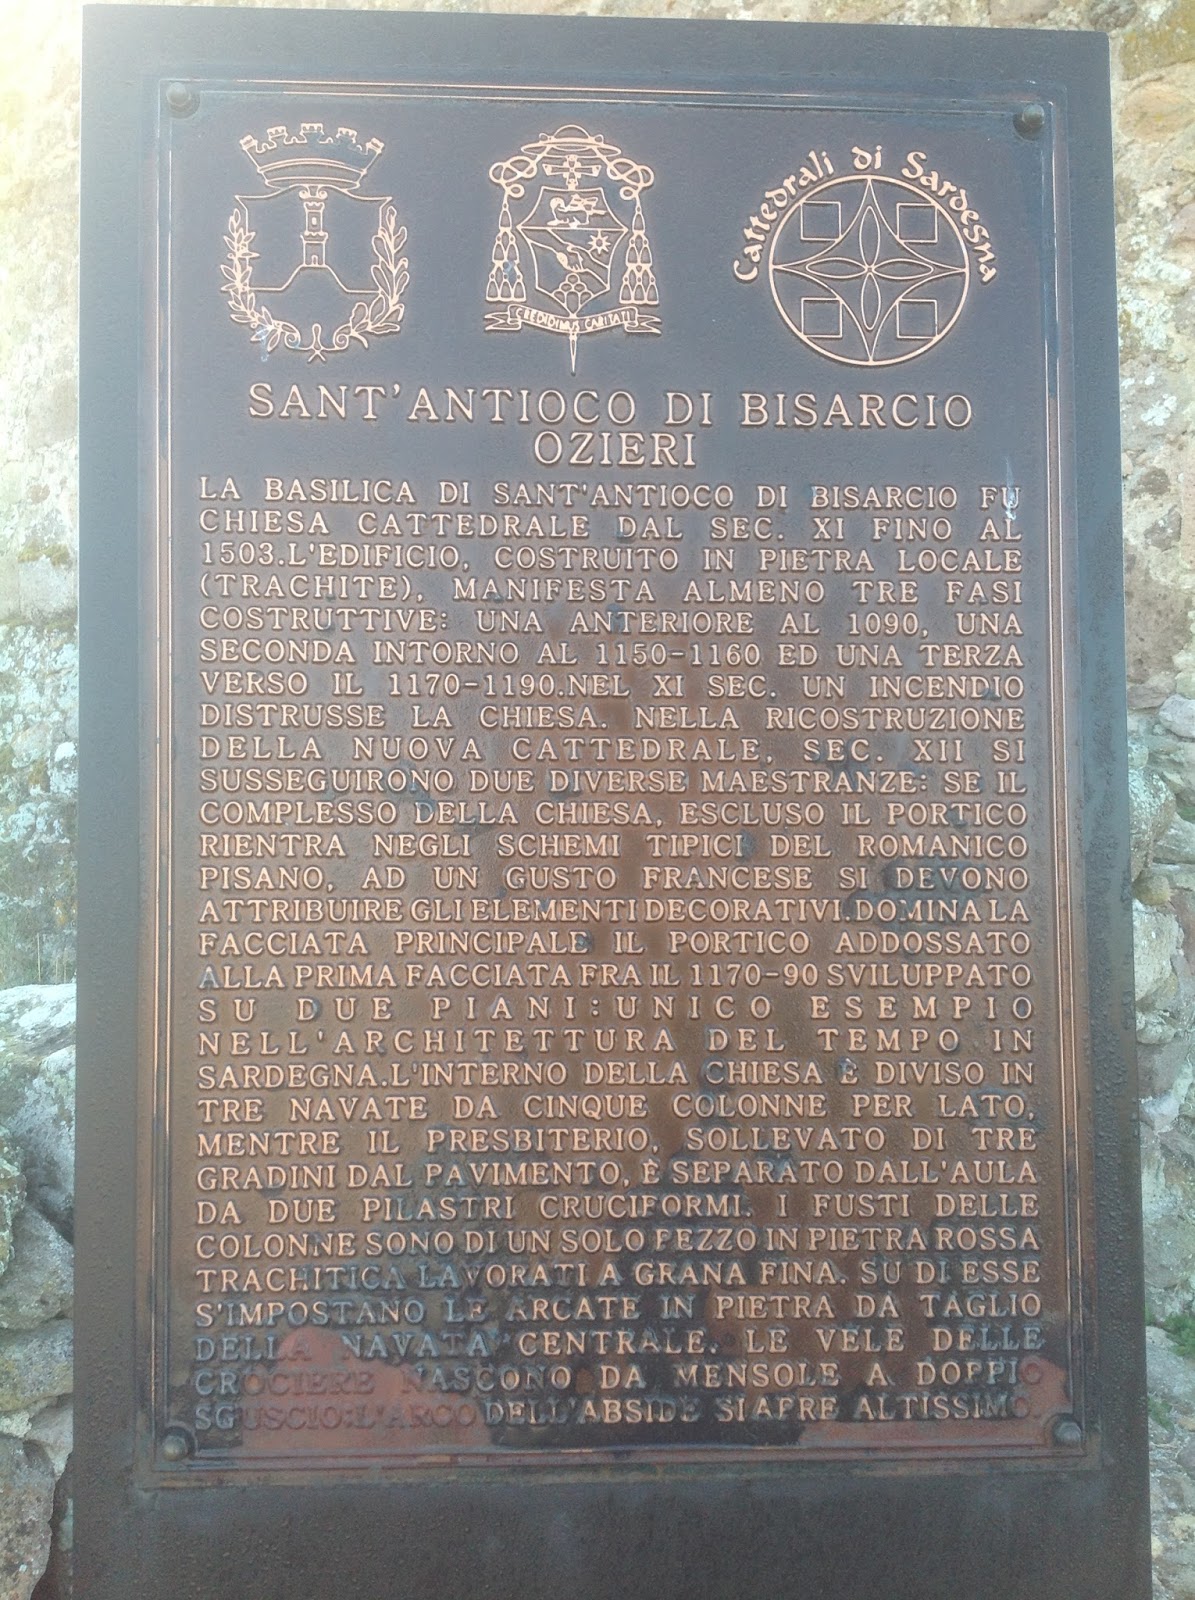 CREDIDIMUS CARITATI
Cattedrali di Sardegna
SANT'ANTIOCO DI BISARCIO
OZIERI
LA BASILICA DI SANT'ANTIOCO DI BISARCIO FU
CHIESA CATTEDRALE DAL SEC. XI FINO AL
1503.L'EDIFICIO, COSTRUITO IN PIETRA LOCALE
(TRACHITE), MANIFESTA ALMENO TRE FASI
COSTRUTTIVE: UNA ANTERIORE AL 1090, UNA
SECONDA INTORNO AL 1150-1160 ED UNA TERZA
VERSO IL 1170-1190.NEL XI SEC. UN INCENDIO
DISTRUSSE LA CHIESA. NELLA RICOSTRUZIONE
DELLA NUOVA CATTEDRALE, SEC. XII SI
SUSSEGUIRONO DUE DIVERSE MAESTRANZE: SE IL
COMPLESSO DELLA CHIESA, ESCLUSO IL PORTICO
RIENTRA NEGLI SCHEMI TIPICI DEL ROMANICO
PISANO, AD UN GUSTO FRANCESE SI DEVONO
ATTRIBUIRE GLI ELEMENTI DECORATIVI.DOMINA LA
FACCIATA PRINCIPALE IL PORTICO ADDOSSATO
ALLA PRIMA FACCIATA FRA IL 1170-90 SVILUPPATO
SU DUE PIANI:UNICO ESEMPIO
NELL'ARCHITETTURA DEL TEMPO IN
SARDEGNA.L'INTERNO DELLA CHIESA È DIVISO IN
TRE NAVATE DA CINQUE COLONNE PER LATO,
MENTRE IL PRESBITERIO, SOLLEVATO DI TRE
GRADINI DAL PAVIMENTO, È SEPARATO DALL'AULA
DA DUE PILASTRI CRUCIFORMI. I FUSTI DELLE
COLONNE SONO DI UN SOLO PEZZO IN PIETRA ROSSA
TRACHITICA LAVORATI A GRANA FINA. SU DI ESSE
S'IMPOSTANO LE ARCATE IN PIETRA DA TAGLIO
DELLA NAVATA CENTRALE. LE VELE DELLE
CROCIERE NASCONO DA MENSOLE A DOPPIO
SGUSCIO:L'ARCO DELL'ABSIDE SI APRE ALTISSIMO.